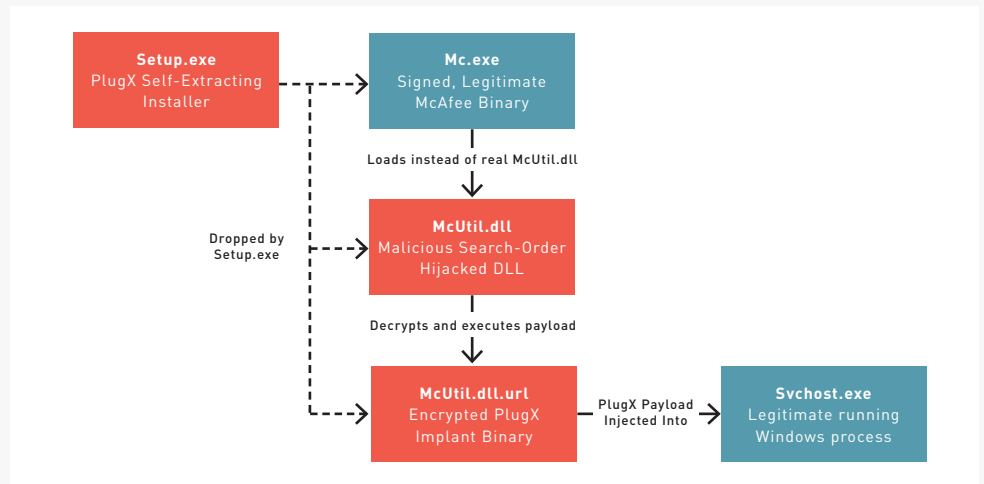 Setup.exe
PlugX Self-Extracting
Installer
Mc.exe
Signed, Legitimate
McAfee Binary
Loads instead of real McUtil.dll
McUtil.dll
Malicious Search-Order
Hijacked DLL
Dropped by
Setup.exe
Decrypts and executes payload
McUtil.dll.url
Encrypted PlugX
Implant Binary
PlugX Payload
Injected Into
Svchost.exe
Legitimate running
Windows process